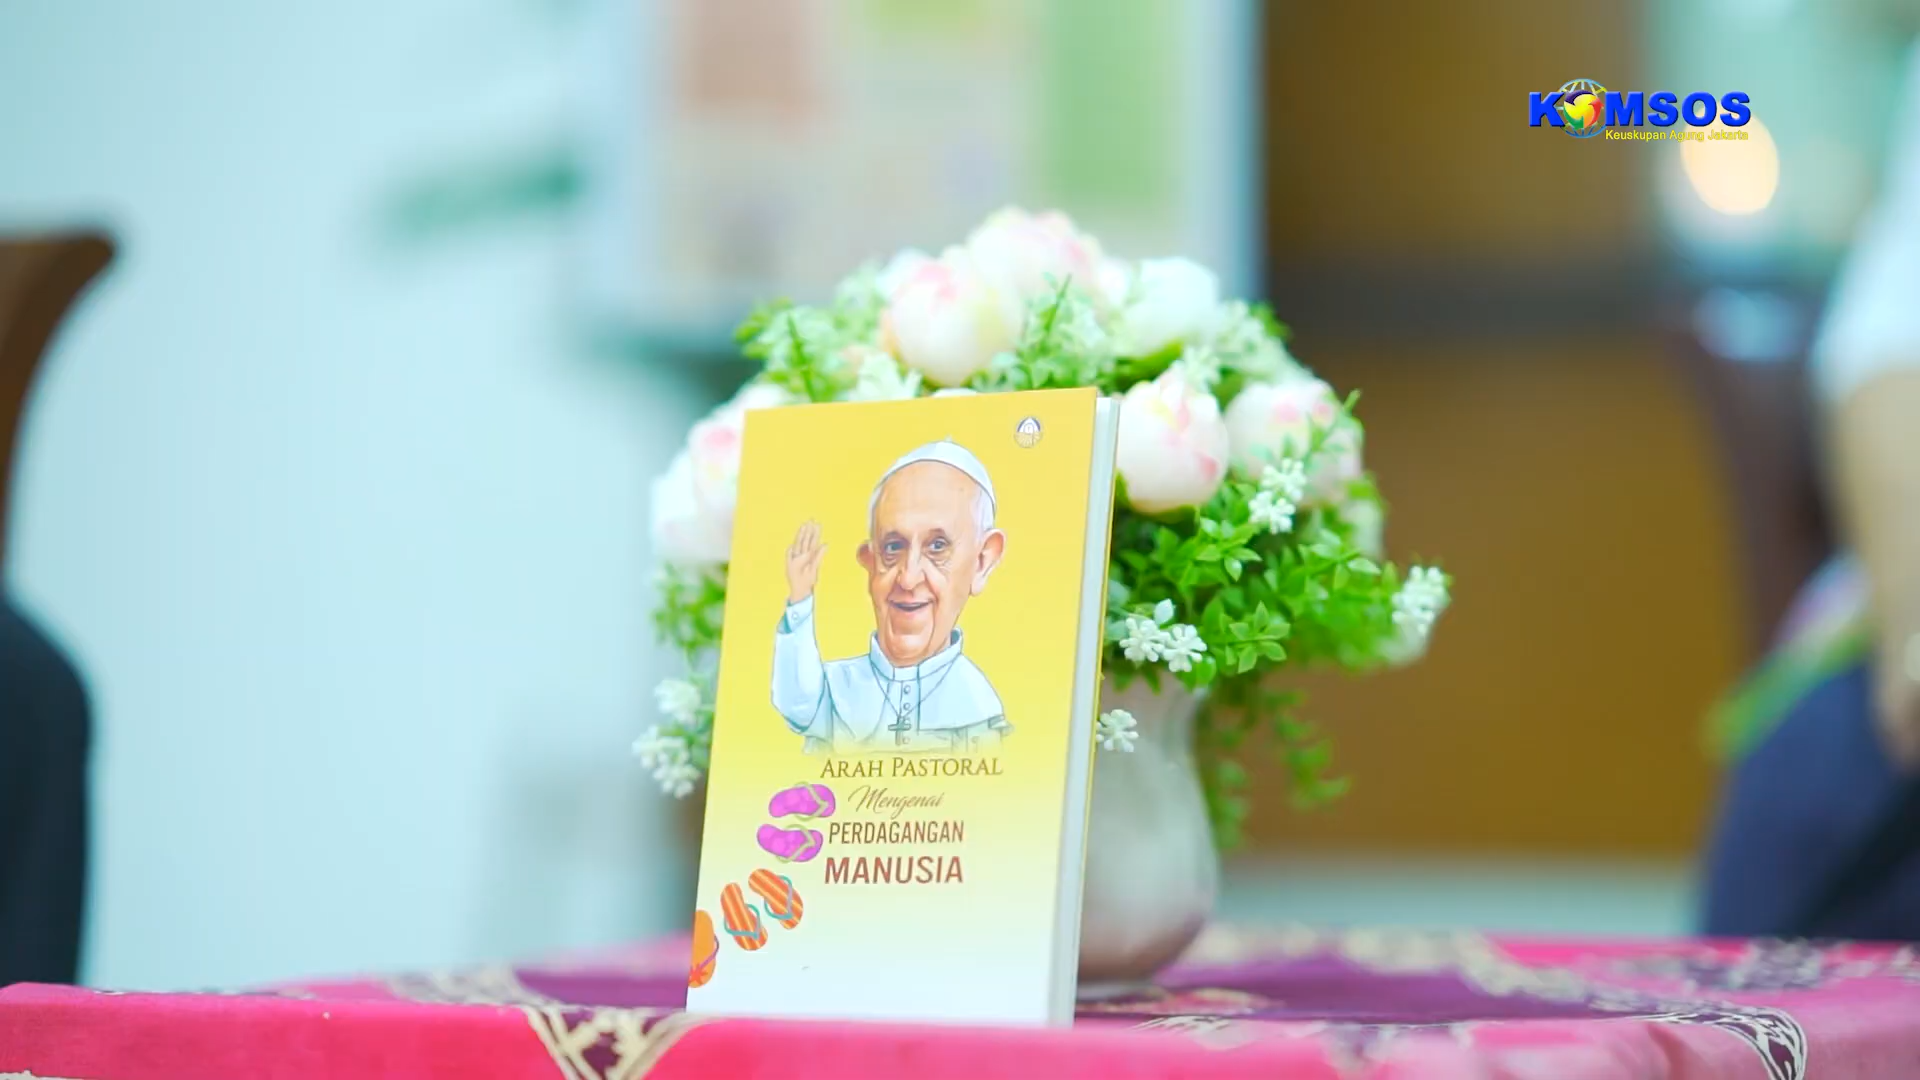 KOMSOS
Keuskupan Agung Jakarta
ARAH PASTORAL
Mengenai
PERDAGANGAN
MANUSIA